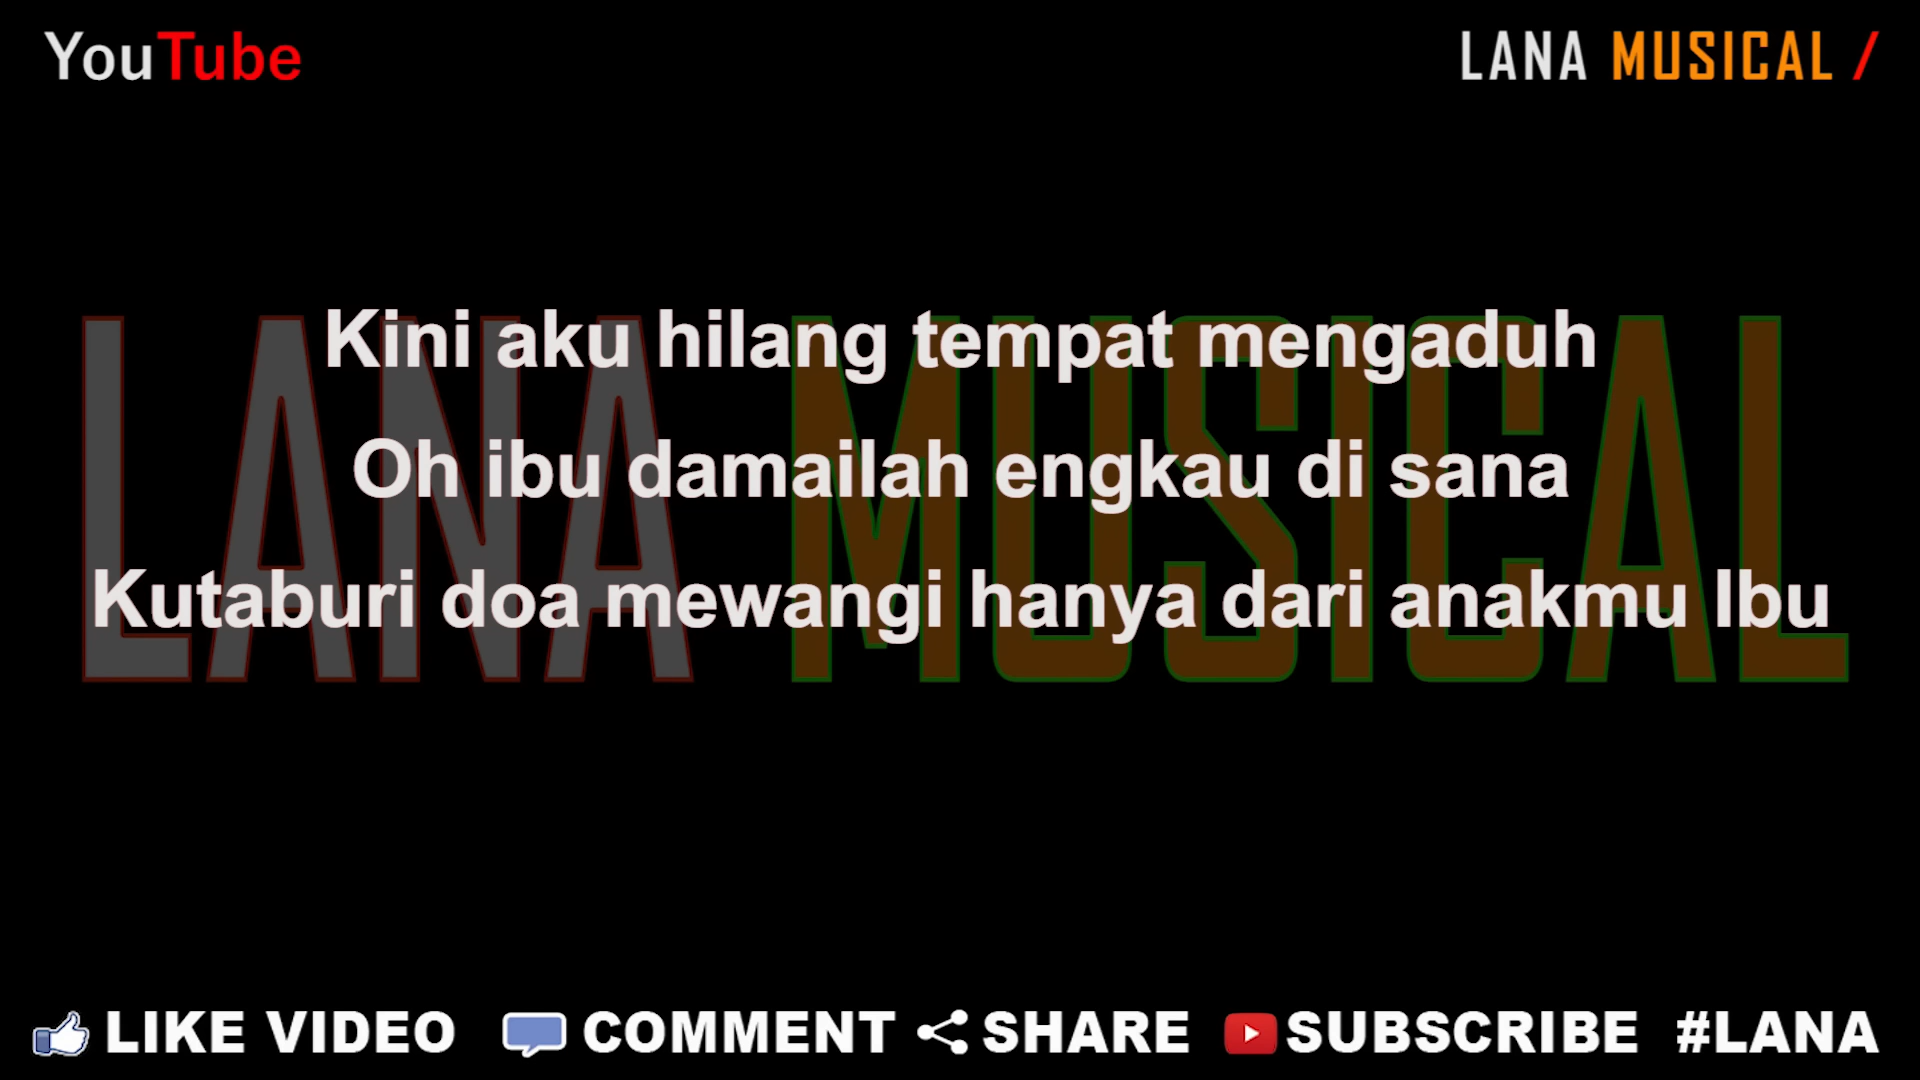 YouTube
LANA MUSICAL /
LANA MUSICAL
Kini aku hilang tempat mengaduh
Oh ibu damailah engkau di sana
Kutaburi doa mewangi hanya dari anakmu Ibu
LIKE VIDEO COMMENT SHARE SUBSCRIBE #LANA